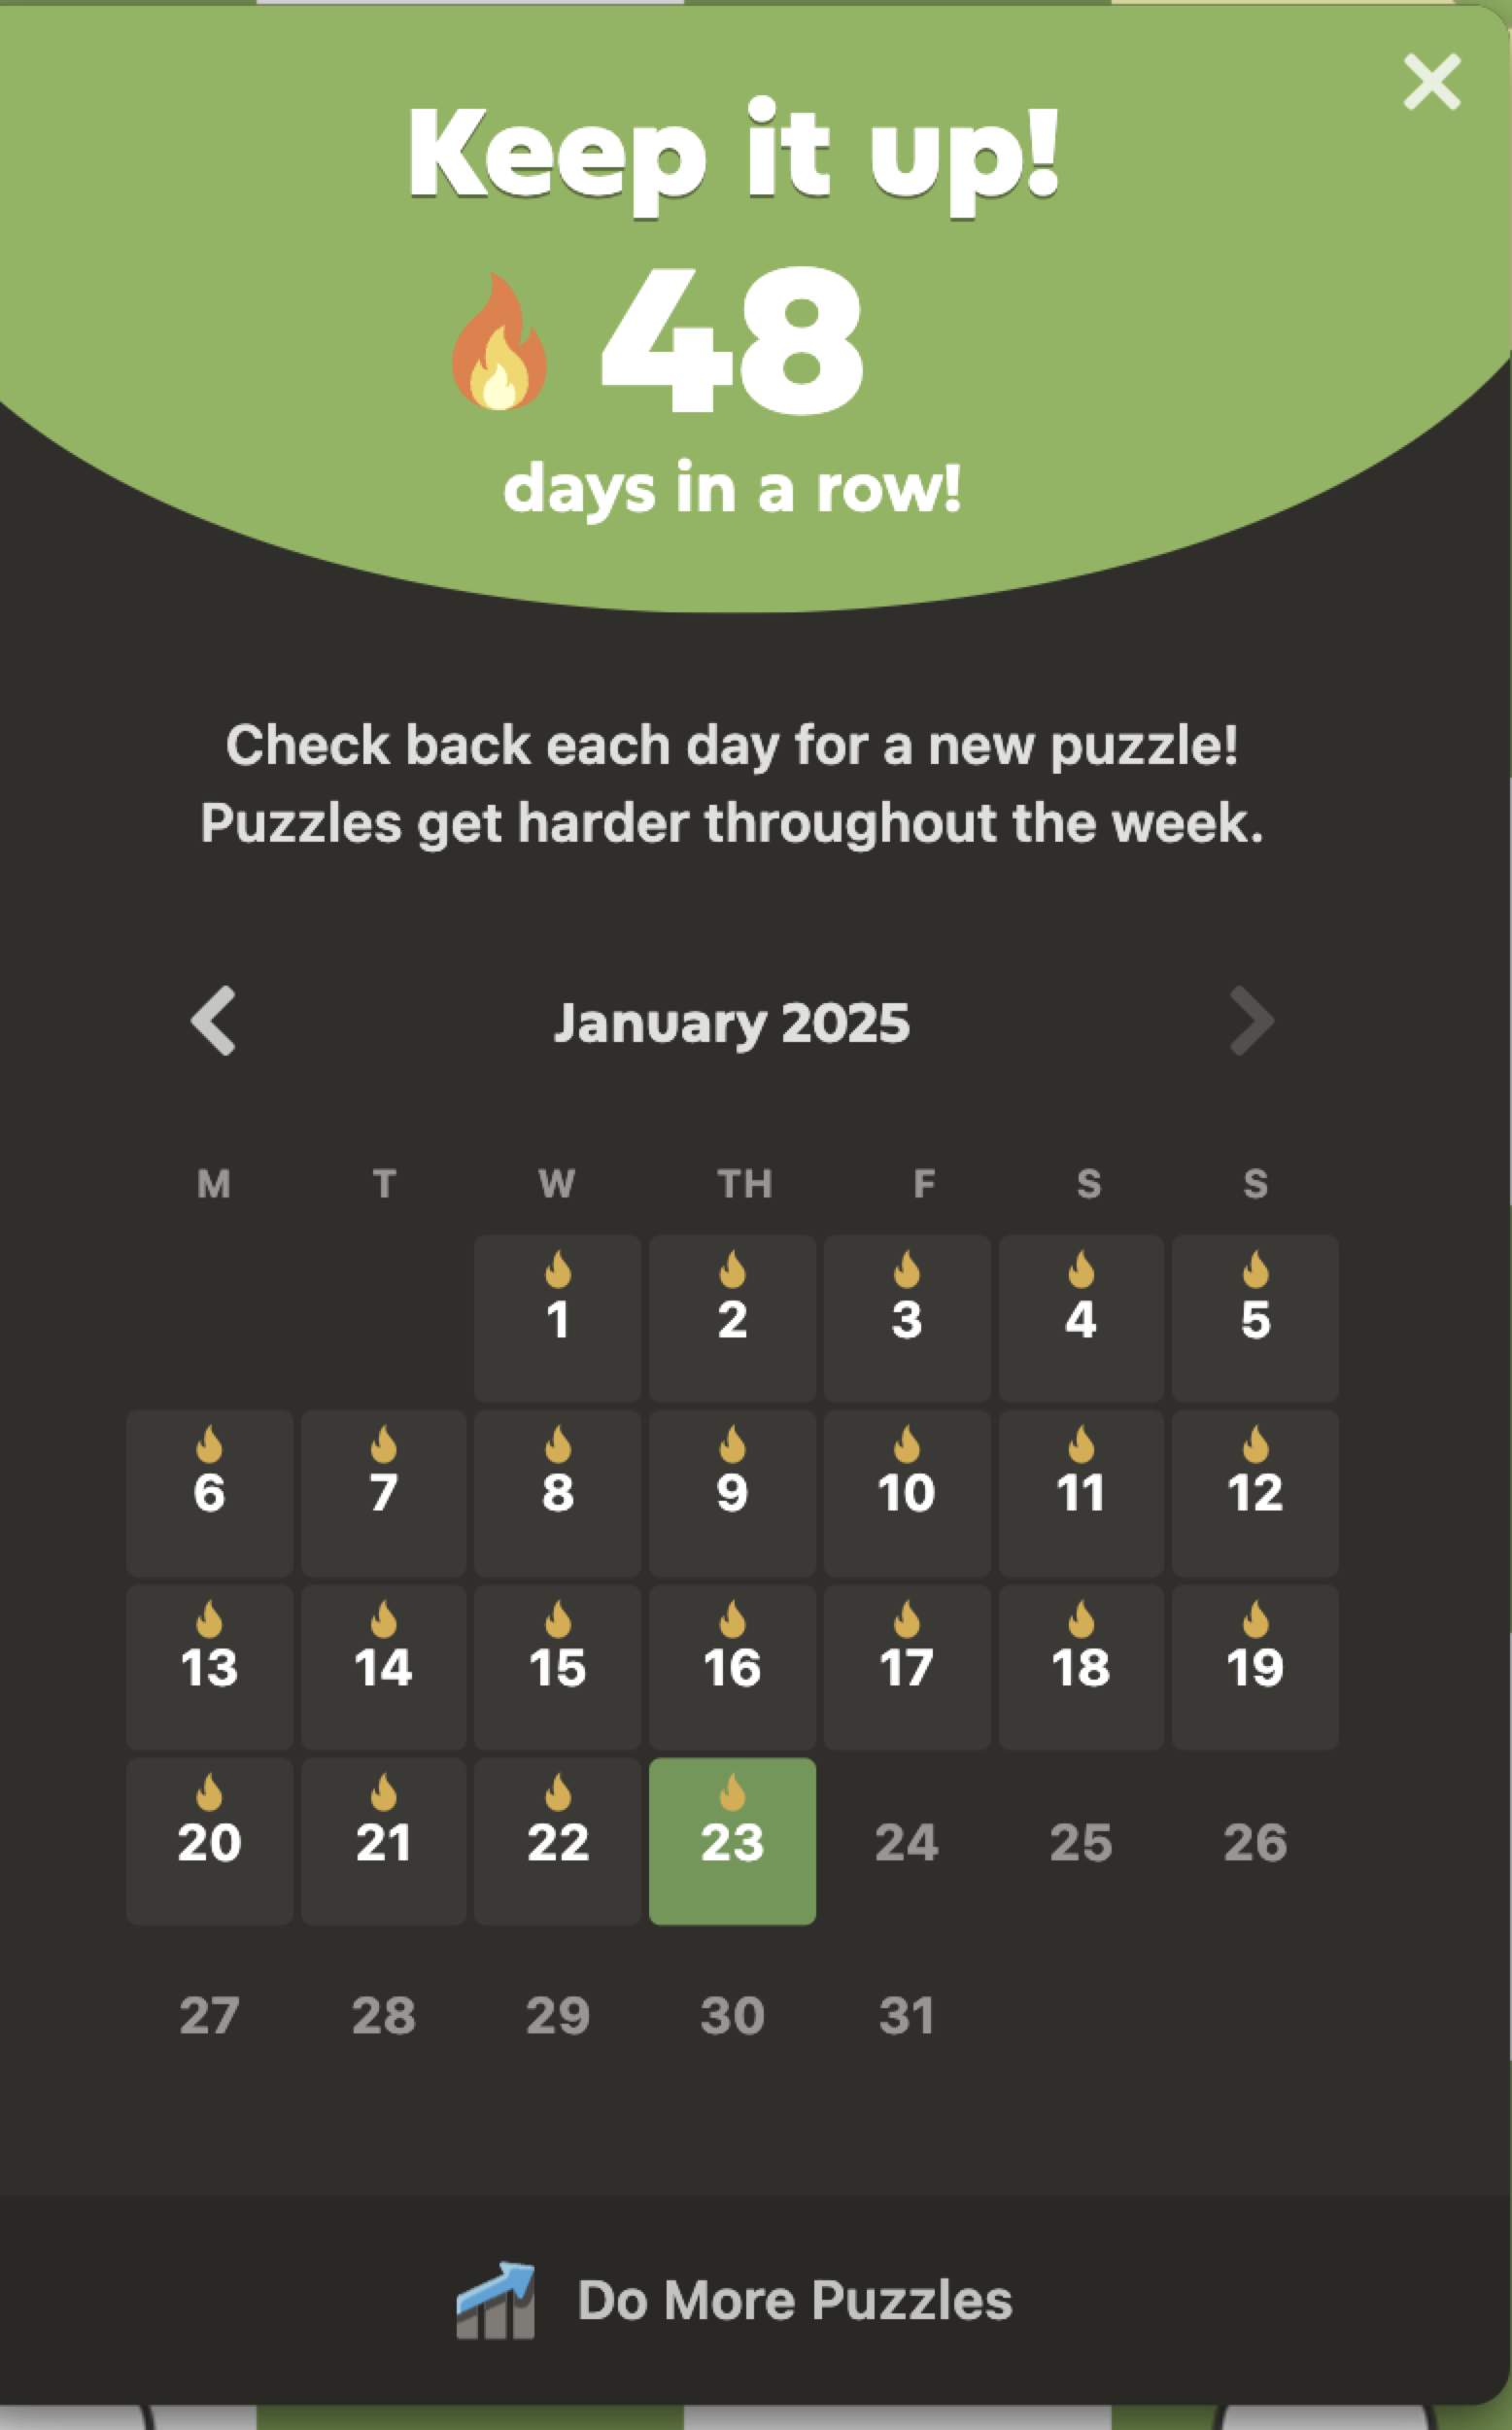 Keep it up!
48
days in a row!
Check back each day for a new puzzle!
Puzzles get harder throughout the week.
January 2025
M T W TH F S S
1 2 3 4 5
6 7 8 9 10 11 12
13 14 15 16 17 18 19
20 21 22 23 24 25 26
27 28 29 30 31
Do More Puzzles